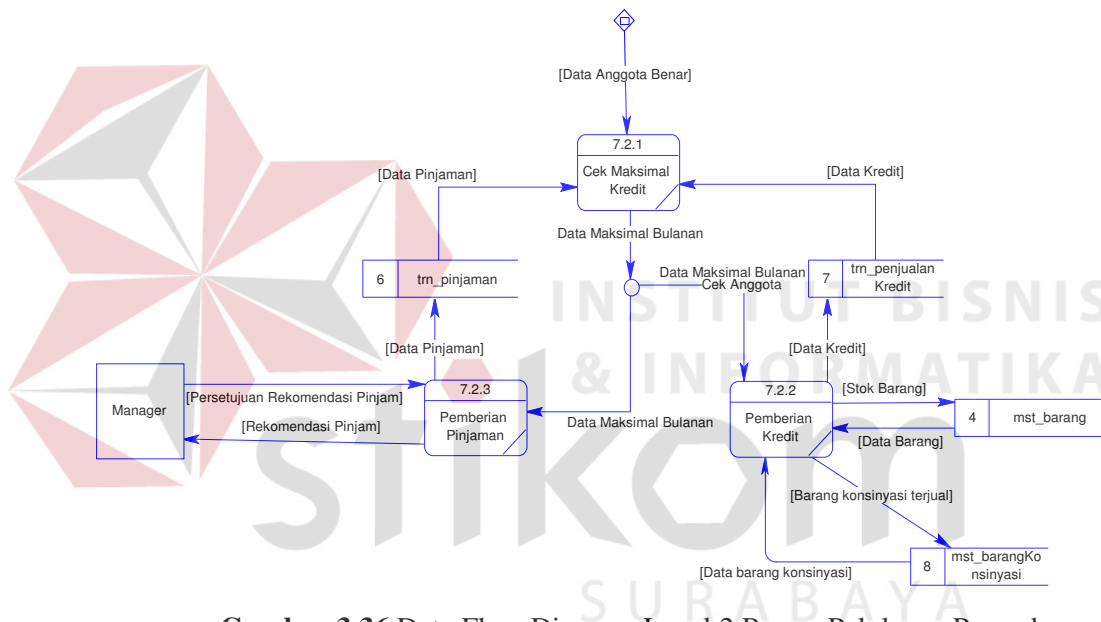 [Data Anggota Benar]
7.2.1
Cek Maksimal
Kredit
[Data Pinjaman]
[Data Kredit]
Data Maksimal Bulanan
6
trn_pinjaman
Data Maksimal Bulanan
Cek Anggota
7
trn_penjualan
Kredit
INSTITUT BISNIS
& INFORMATIKA
[Data Pinjaman]
[Data Kredit]
Manager
[Persetujuan Rekomendasi Pinjam]
[Rekomendasi Pinjam]
7.2.3
Pemberian
Pinjaman
Data Maksimal Bulanan
7.2.2
Pemberian
Kredit
[Stok Barang]
4
mst_barang
[Data Barang]
stikom
[Barang konsinyasi terjual]
[Data barang konsinyasi]
8
mst_barangKo
nsinyasi
SURABAYA